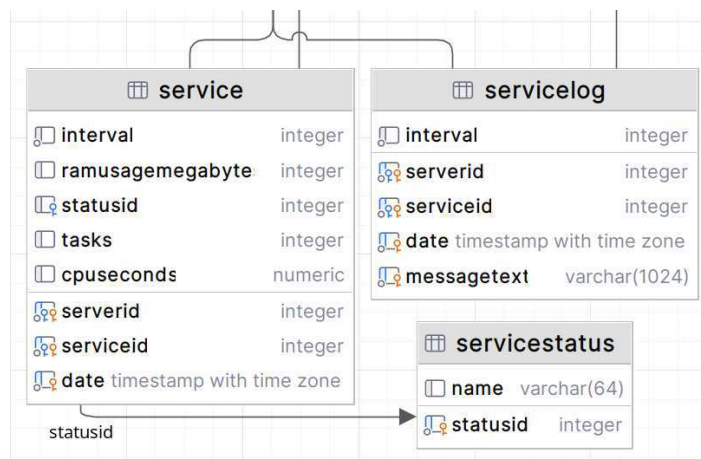 service
interval integer
ramusagemegabyte integer
statusid integer
tasks integer
cpuseconds numeric
serverid integer
serviceid integer
date timestamp with time zone
servicelog
interval integer
serverid integer
serviceid integer
date timestamp with time zone
messagetext varchar(1024)
servicestatus
name varchar(64)
statusid integer
statusid